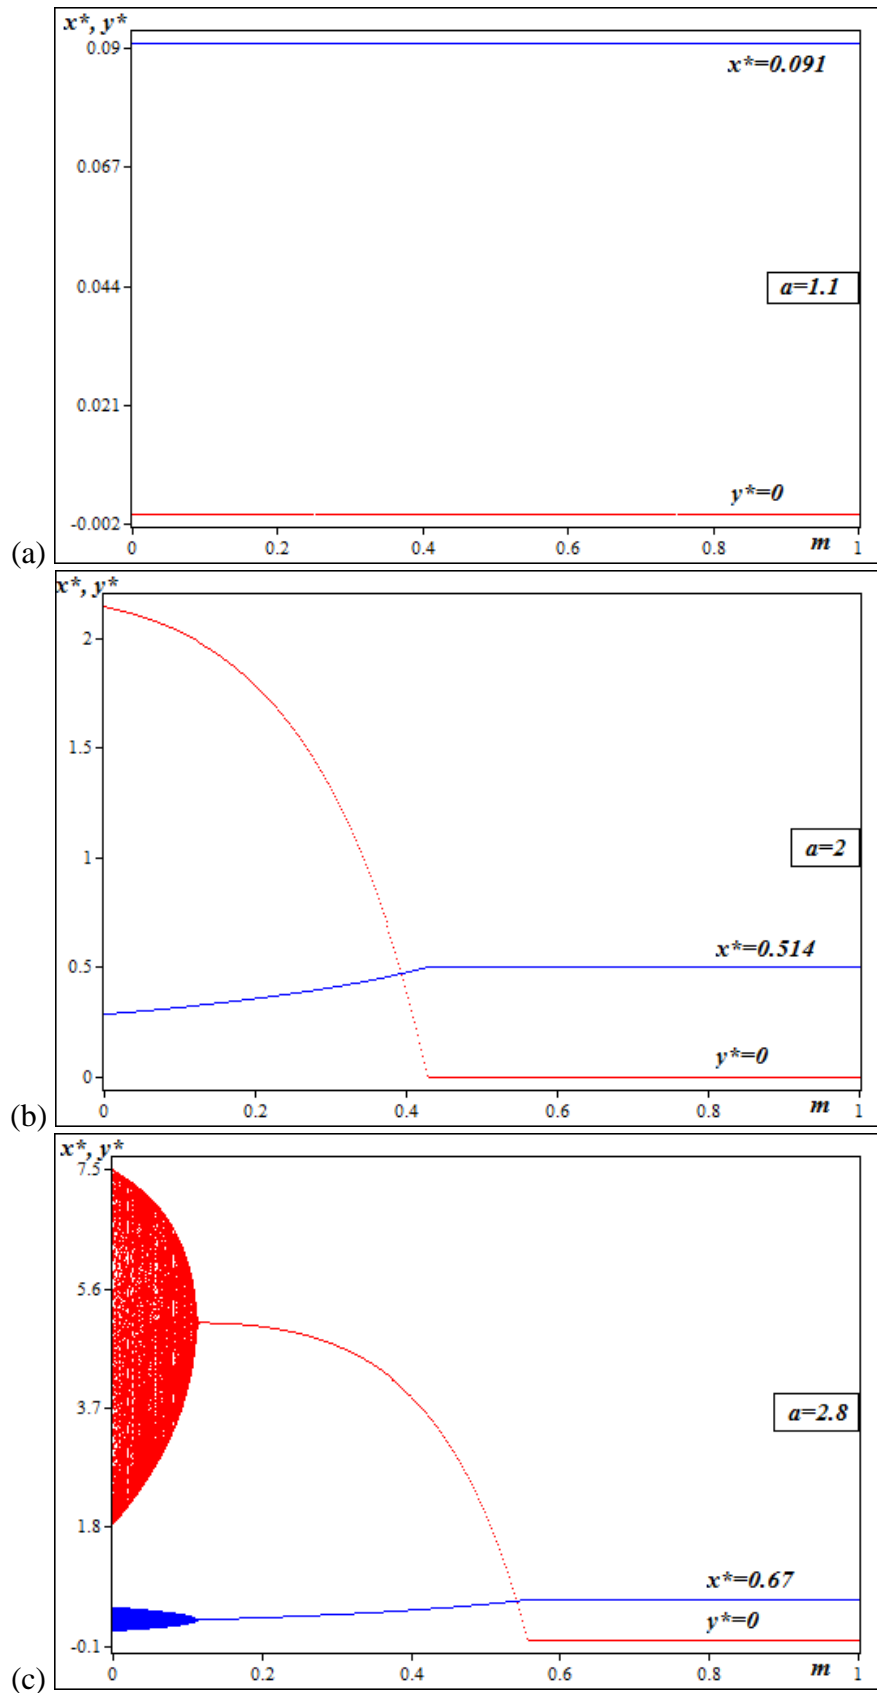 x*, y*
0.09
x*=0.091
0.067
0.044
a=1.1
0.021
y*=0
-0.002
0 0.2 0.4 0.6 0.8 m 1
(a)
x*, y*
2
1.5
1
a=2
0.5
x*=0.514
y*=0
0
0 0.2 0.4 0.6 0.8 m 1
(b)
x*, y*
7.5
5.6
3.7
a=2.8
1.8
x*=0.67
y*=0
-0.1
0 0.2 0.4 0.6 0.8 m 1
(c)